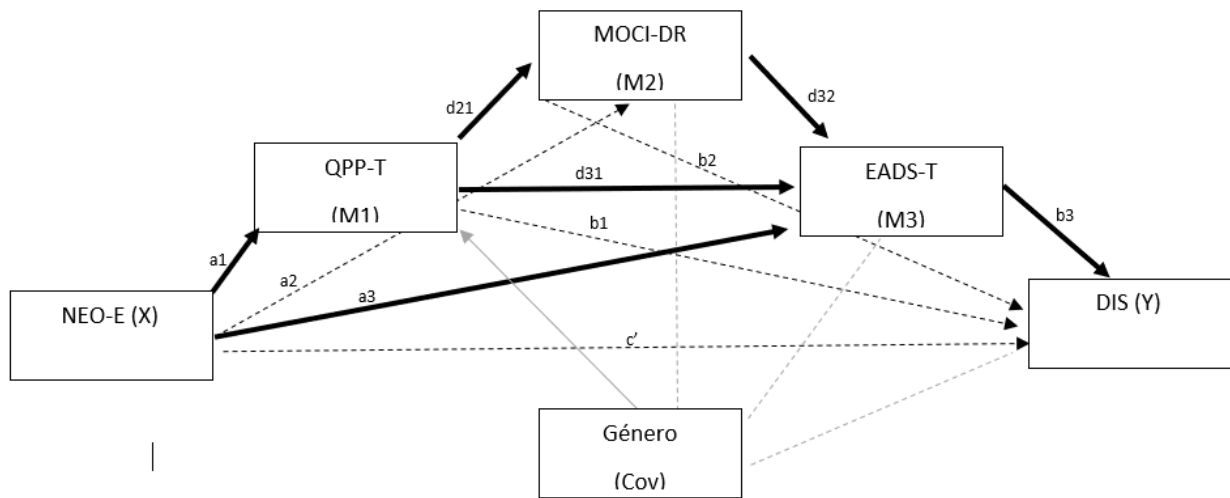 MOCI-DR
(M2)
d21
d32
QPP-T
(M1)
b2
d31
EADS-T
(M3)
b1
b3
a1
a2
a3
NEO-E (X)
DIS (Y)
c'
Género
(Cov)